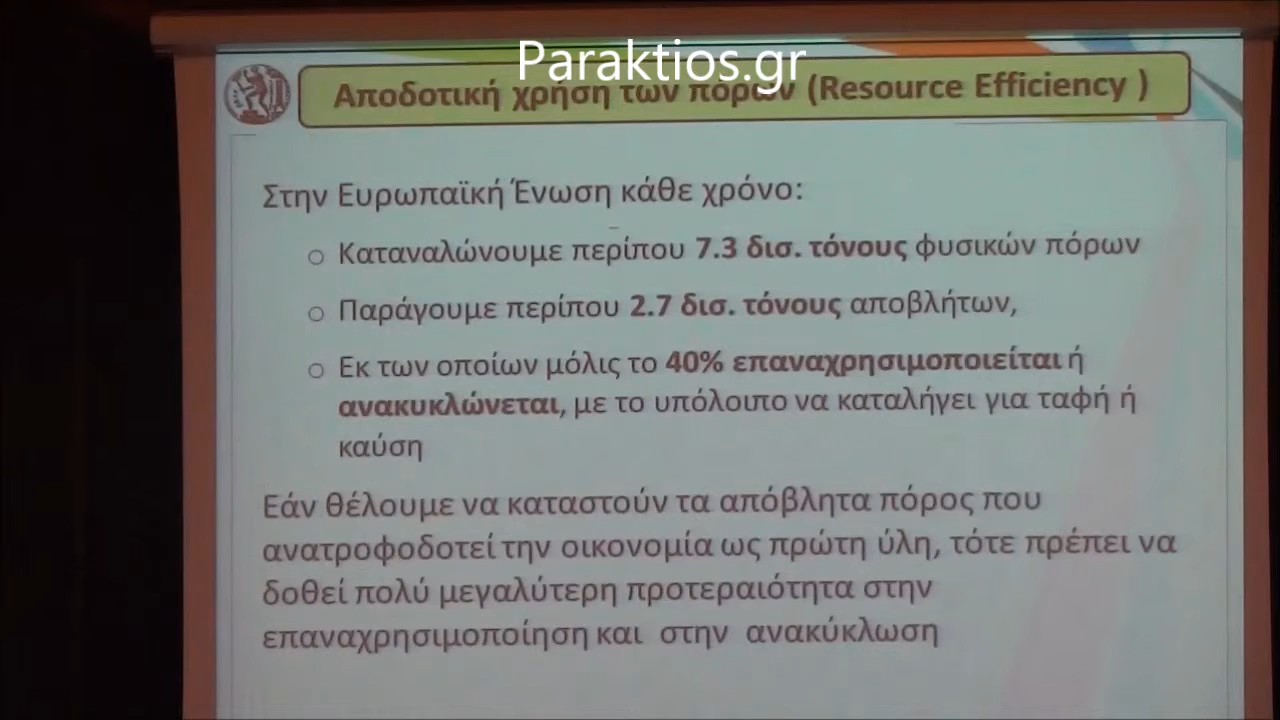 Paraktios.gr
Αποδοτική χρήση των πόρων (Resource Efficiency )
Στην Ευρωπαϊκή Ένωση κάθε χρόνο:
o Καταναλώνουμε περίπου 7.3 δισ. τόνους φυσικών πόρων
o Παράγουμε περίπου 2.7 δισ. τόνους αποβλήτων,
o Εκ των οποίων μόλις το 40% επαναχρησιμοποιείται ή
ανακυκλώνεται, με το υπόλοιπο να καταλήγει για ταφή ή
καύση
Εάν θέλουμε να καταστούν τα απόβλητα πόρος που
ανατροφοδοτεί την οικονομία ως πρώτη ύλη, τότε πρέπει να
δοθεί πολύ μεγαλύτερη προτεραιότητα στην
επαναχρησιμοποίηση και στην ανακύκλωση